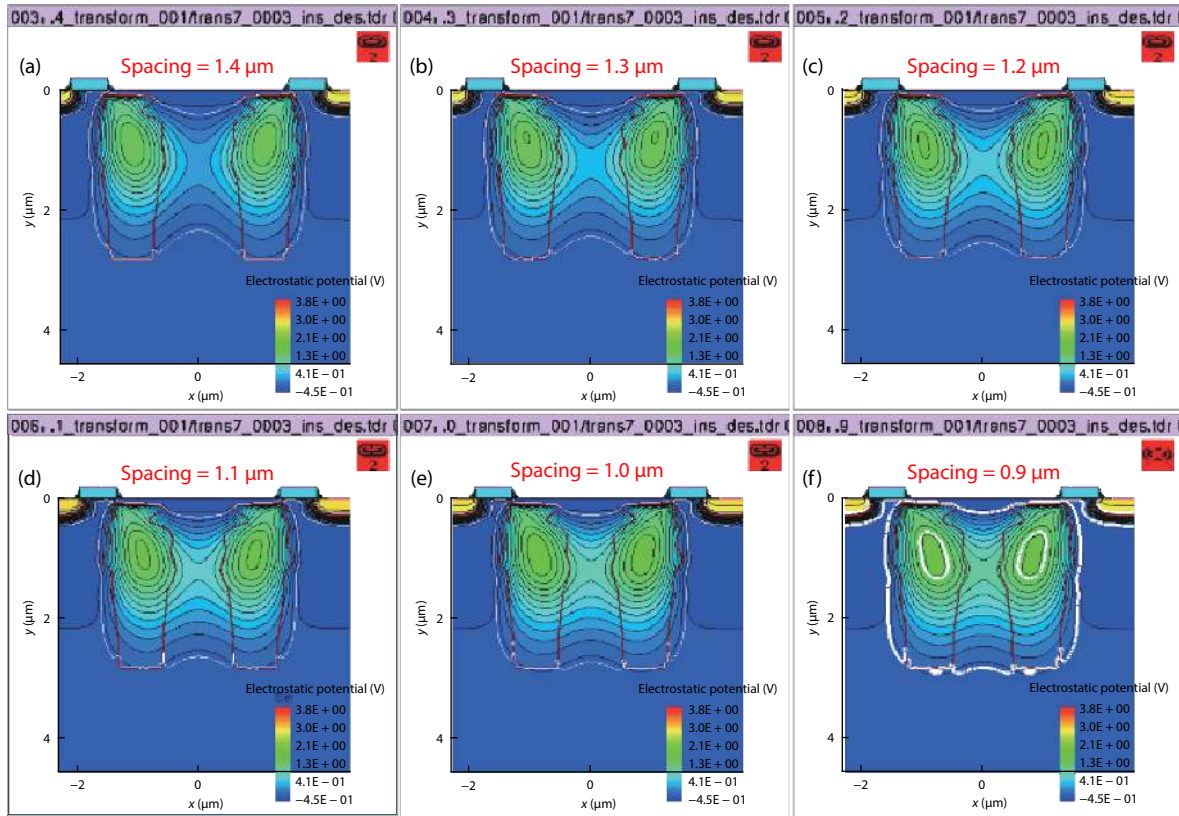 003:..4_transform_001/trans7_0003_ins_des.tdr (
2
(a)
Spacing = 1.4 μm
0
2
4
y (μm)
Electrostatic potential (V)
3.8E + 00
3.0E + 00
2.1E + 00
1.3E + 00
4.1E − 01
−4.5E − 01
−2
0
x (μm)
004:..3_transform_001/trans7_0003_ins_des.tdr (
2
(b)
Spacing = 1.3 μm
0
2
4
y (μm)
Electrostatic potential (V)
3.8E + 00
3.0E + 00
2.1E + 00
1.3E + 00
4.1E − 01
−4.5E − 01
−2
0
x (μm)
005:..2_transform_001/trans7_0003_ins_des.tdr (
2
(c)
Spacing = 1.2 μm
0
2
4
y (μm)
Electrostatic potential (V)
3.8E + 00
3.0E + 00
2.1E + 00
1.3E + 00
4.1E − 01
−4.5E − 01
−2
0
x (μm)
006:..1_transform_001/trans7_0003_ins_des.tdr (
2
(d)
Spacing = 1.1 μm
0
2
4
y (μm)
Electrostatic potential (V)
3.8E + 00
3.0E + 00
2.1E + 00
1.3E + 00
4.1E − 01
−4.5E − 01
−2
0
x (μm)
007:..0_transform_001/trans7_0003_ins_des.tdr (
2
(e)
Spacing = 1.0 μm
0
2
4
y (μm)
Electrostatic potential (V)
3.8E + 00
3.0E + 00
2.1E + 00
1.3E + 00
4.1E − 01
−4.5E − 01
−2
0
x (μm)
008:..9_transform_001/trans7_0003_ins_des.tdr (
(f)
Spacing = 0.9 μm
0
2
4
y (μm)
Electrostatic potential (V)
3.8E + 00
3.0E + 00
2.1E + 00
1.3E + 00
4.1E − 01
−4.5E − 01
−2
0
x (μm)